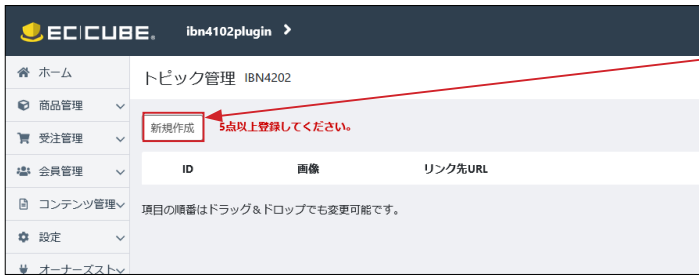 EC CUBE. ibn4102plugin
ホーム
商品管理
受注管理
会員管理
コンテンツ管理
設定
オーナーズスト
トピック管理 IBN4202
新規作成 5点以上登録してください。
ID 画像 リンク先URL
項目の順番はドラッグ&ドロップでも変更可能です。